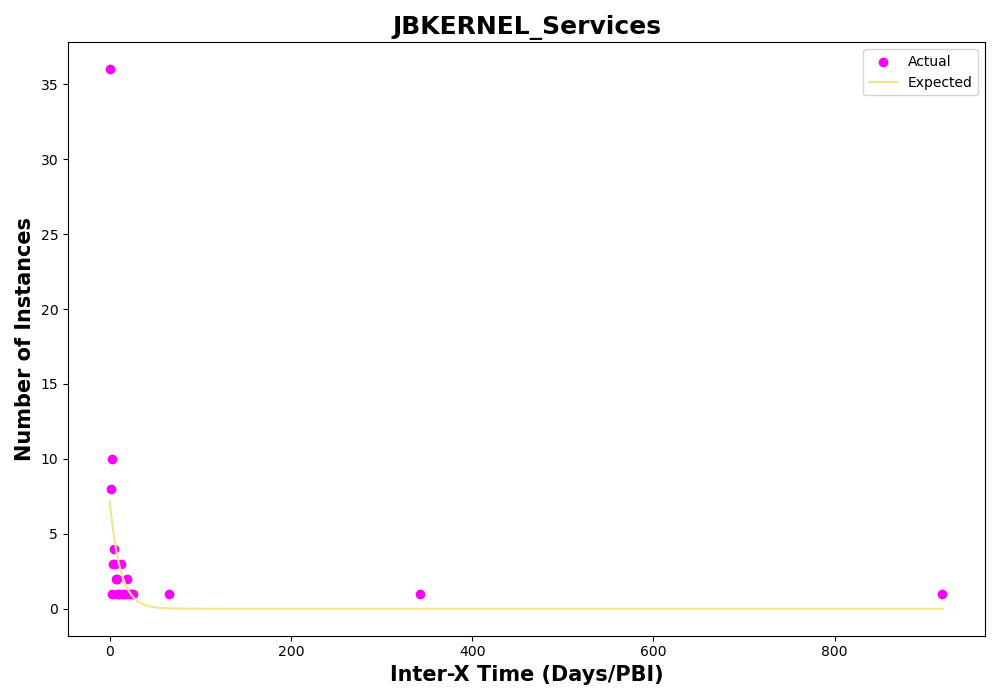 JBKERNEL_Services
Actual
Expected
Number of Instances
35
30
25
20
15
10
5
0
0 200 400 600 800
Inter-X Time (Days/PBI)